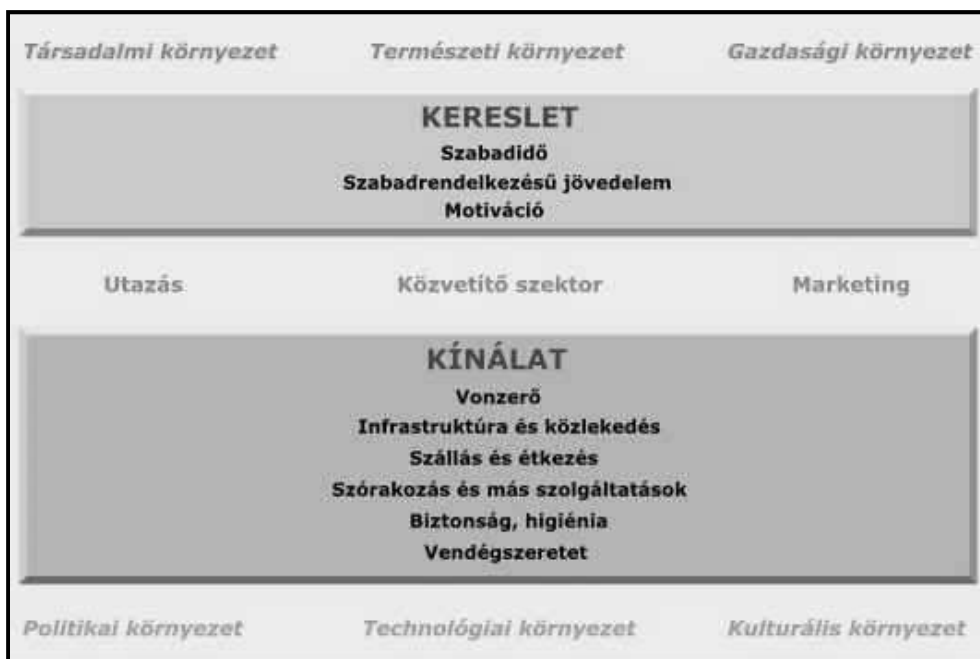 Társadalmi környezet Természeti környezet Gazdasági környezet
KERESLET
Szabadidő
Szabadrendelkezésű jövedelem
Motiváció
Utazás Közvetítő szektor Marketing
KÍNÁLAT
Vonzerő
Infrastruktúra és közlekedés
Szállás és étkezés
Szórakozás és más szolgáltatások
Biztonság, higiénia
Vendégszeretet
Politikai környezet Technológiai környezet Kulturális környezet